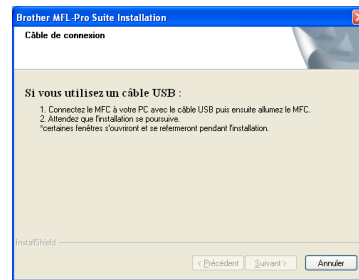 Brother MFL-Pro Suite Installation
Câble de connexion
Si vous utilisez un câble USB :
1. Connectez le MFC à votre PC avec le câble USB puis ensuite allumez le MFC.
2. Attendez que l'installation se poursuive.
*certaines fenêtres s'ouvriront et se refermeront pendant l'installation.
InstallShield
< Précédent Suivant > Annuler